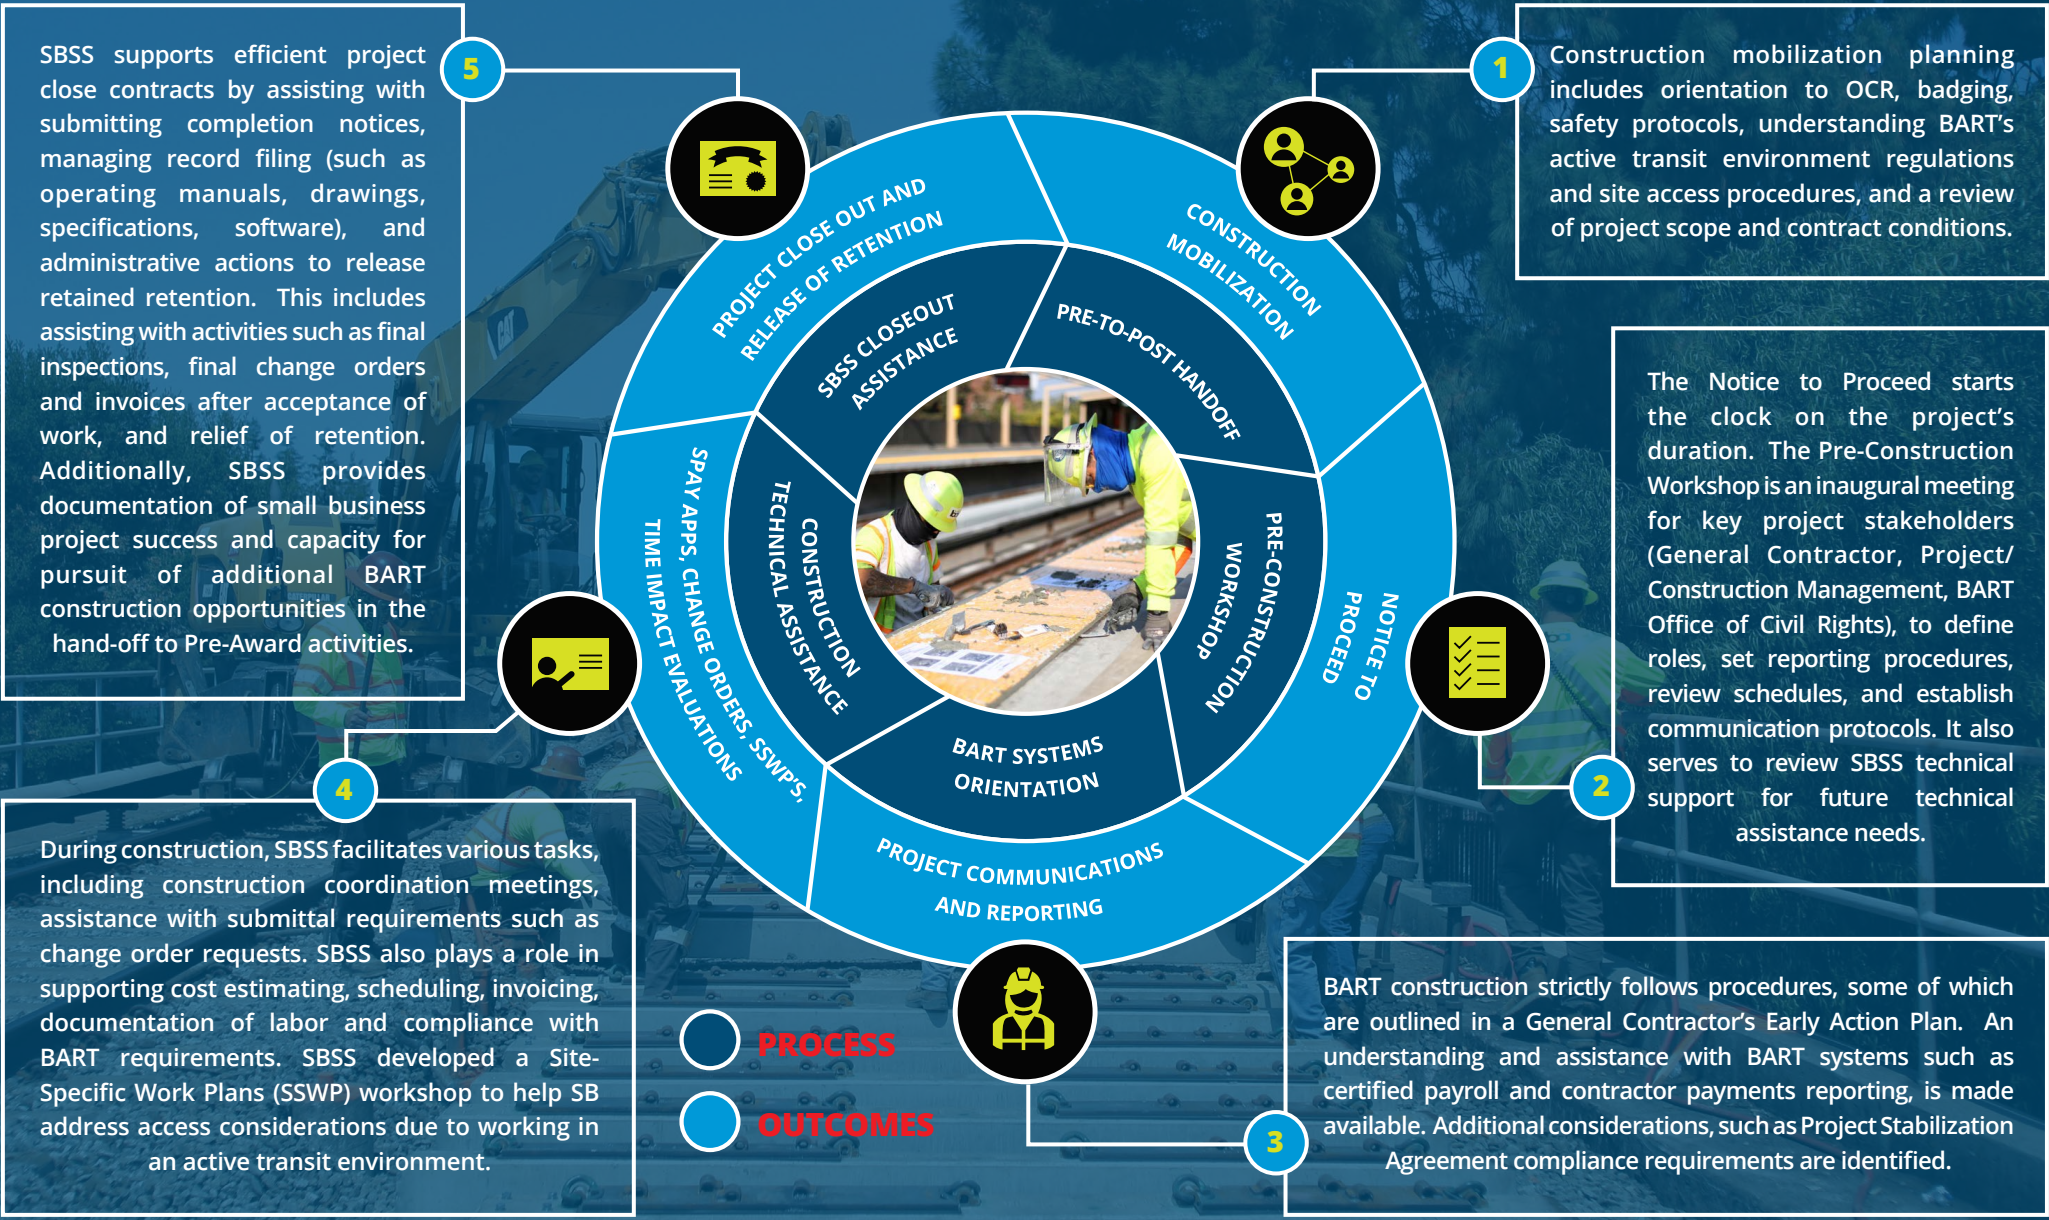 5
SBSS supports efficient project
close contracts by assisting with
submitting completion notices,
managing record filing (such as
operating manuals, drawings,
specifications, software), and
administrative actions to release
retained retention. This includes
assisting with activities such as final
inspections, final change orders
and invoices after acceptance of
work, and relief of retention.
Additionally, SBSS provides
documentation of small business
project success and capacity for
pursuit of additional BART
construction opportunities in the
hand-off to Pre-Award activities.
1
Construction mobilization planning
includes orientation to OCR, badging,
safety protocols, understanding BART's
active transit environment regulations
and site access procedures, and a review
of project scope and contract conditions.
PROJECT CLOSE OUT AND
RELEASE OF RETENTION
CONSTRUCTION
MOBILIZATION
SBSS CLOSEOUT
ASSISTANCE
PRE-TO-POST HANDOFF
CAT
The Notice to Proceed starts
the clock on the project's
duration. The Pre-Construction
Workshop is an inaugural meeting
for key project stakeholders
(General Contractor, Project/
Construction Management, BART
Office of Civil Rights), to define
roles, set reporting procedures,
review schedules, and establish
communication protocols. It also
serves to review SBSS technical
support for future technical
assistance needs.
2
SPAY APPS, CHANGE ORDERS, SSWP'S,
TIME IMPACT EVALUATIONS
CONSTRUCTION
TECHNICAL ASSISTANCE
PRE-CONSTRUCTION
WORKSHOP
NOTICE TO
PROCEED
BART SYSTEMS
ORIENTATION
PROJECT COMMUNICATIONS
AND REPORTING
4
During construction, SBSS facilitates various tasks,
including construction coordination meetings,
assistance with submittal requirements such as
change order requests. SBSS also plays a role in
supporting cost estimating, scheduling, invoicing,
documentation of labor and compliance with
BART requirements. SBSS developed a Site-
Specific Work Plans (SSWP) workshop to help SB
address access considerations due to working in
an active transit environment.
PROCESS
OUTCOMES
3
BART construction strictly follows procedures, some of which
are outlined in a General Contractor's Early Action Plan. An
understanding and assistance with BART systems such as
certified payroll and contractor payments reporting, is made
available. Additional considerations, such as Project Stabilization
Agreement compliance requirements are identified.